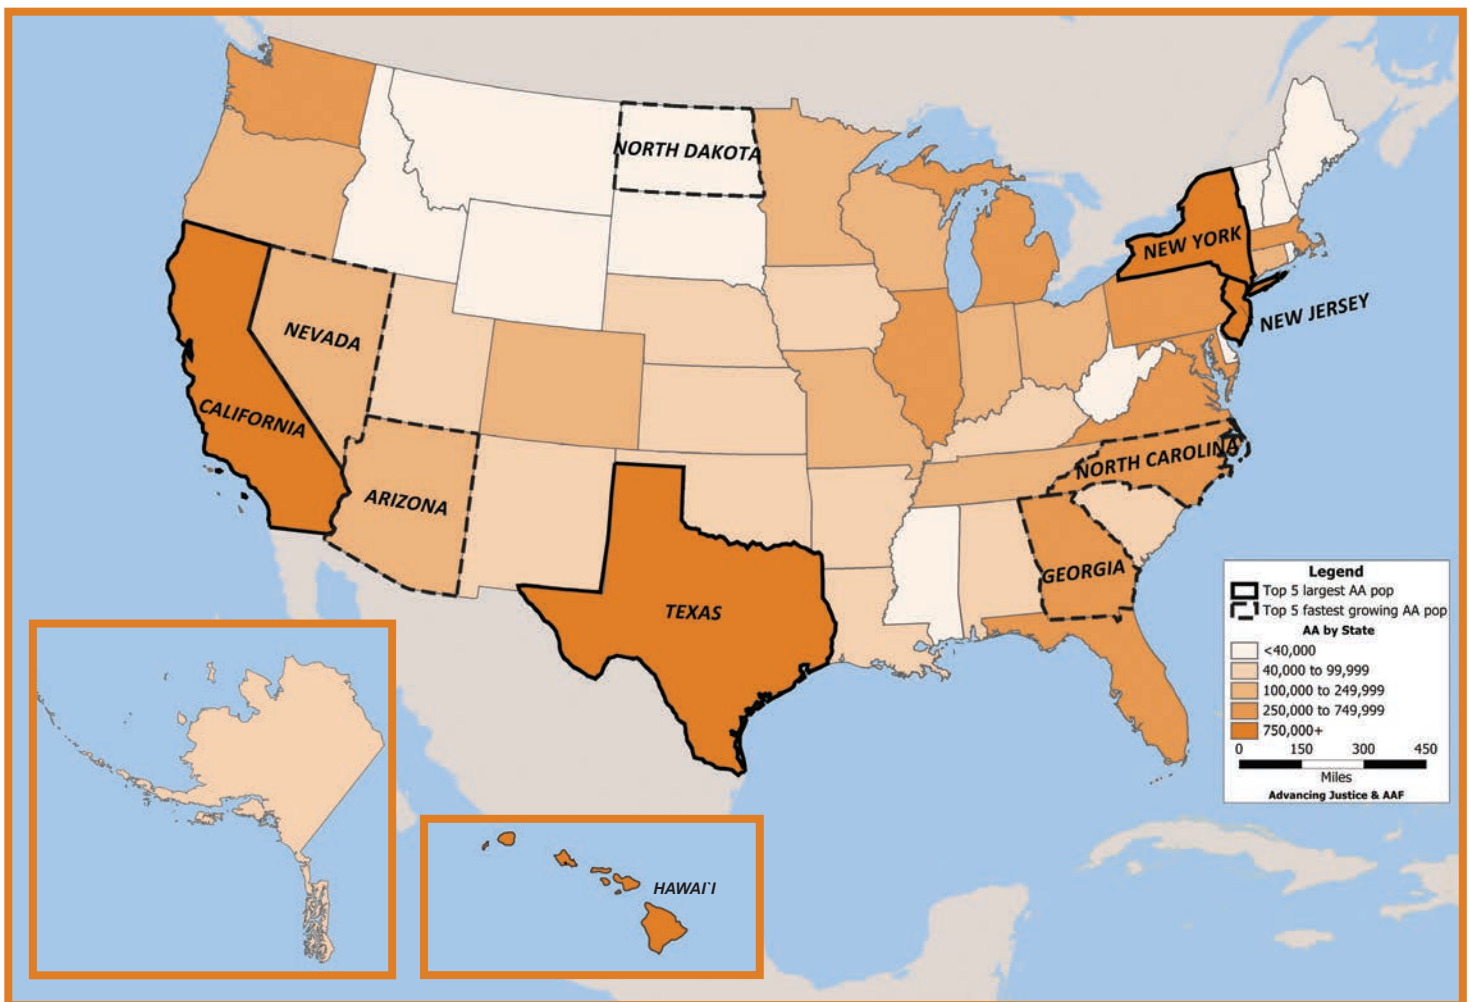 NORTH DAKOTA
NEW YORK
NEW JERSEY
NEVADA
CALIFORNIA
NORTH CAROLINA
ARIZONA
GEORGIA
TEXAS
HAWAI`I
Legend
Top 5 largest AA pop
Top 5 fastest growing AA pop
AA by State
<40,000
40,000 to 99,999
100,000 to 249,999
250,000 to 749,999
750,000+
0 150 300 450
Miles
Advancing Justice & AAF